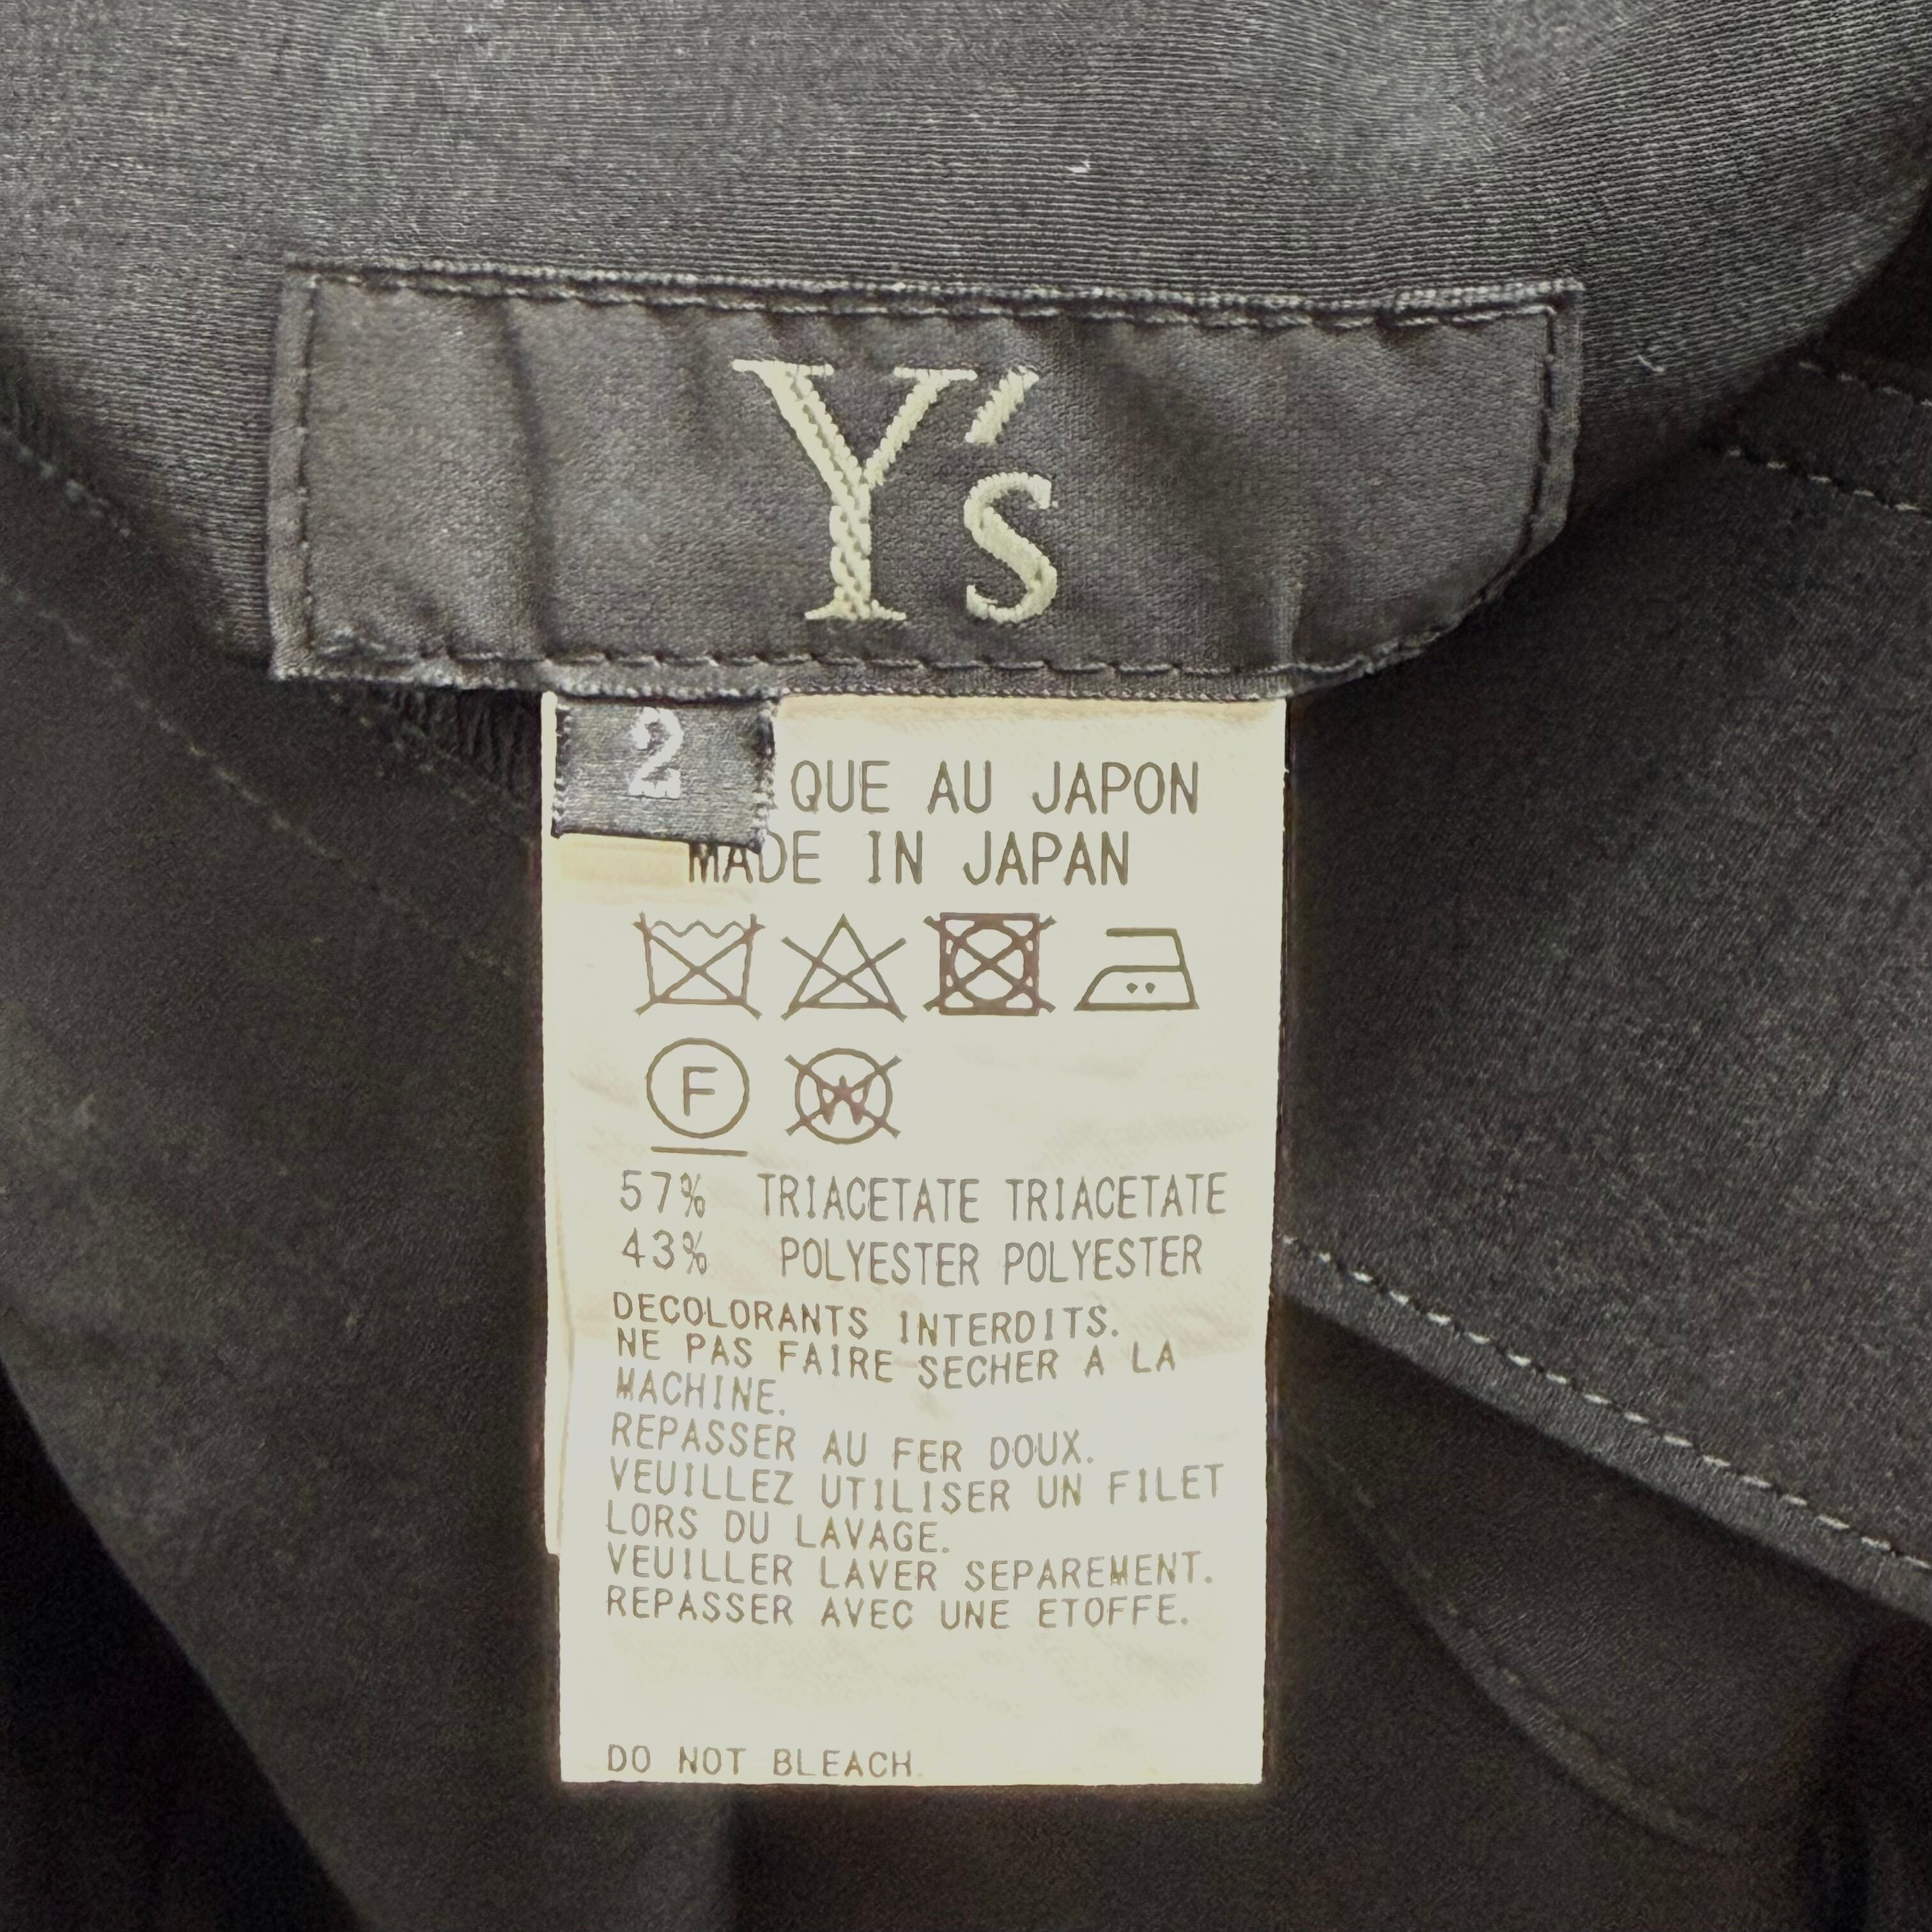 Y's
2
QUE AU JAPON
MADE IN JAPAN
F
W
57% TRIACETATE TRIACETATE
43% POLYESTER POLYESTER
DECOLORANTS INTERDITS.
NE PAS FAIRE SECHER A LA
MACHINE.
REPASSER AU FER DOUX.
VEUILLEZ UTILISER UN FILET
LORS DU LAVAGE.
VEUILLER LAVER SEPAREMENT.
REPASSER AVEC UNE ETOFFE.
DO NOT BLEACH